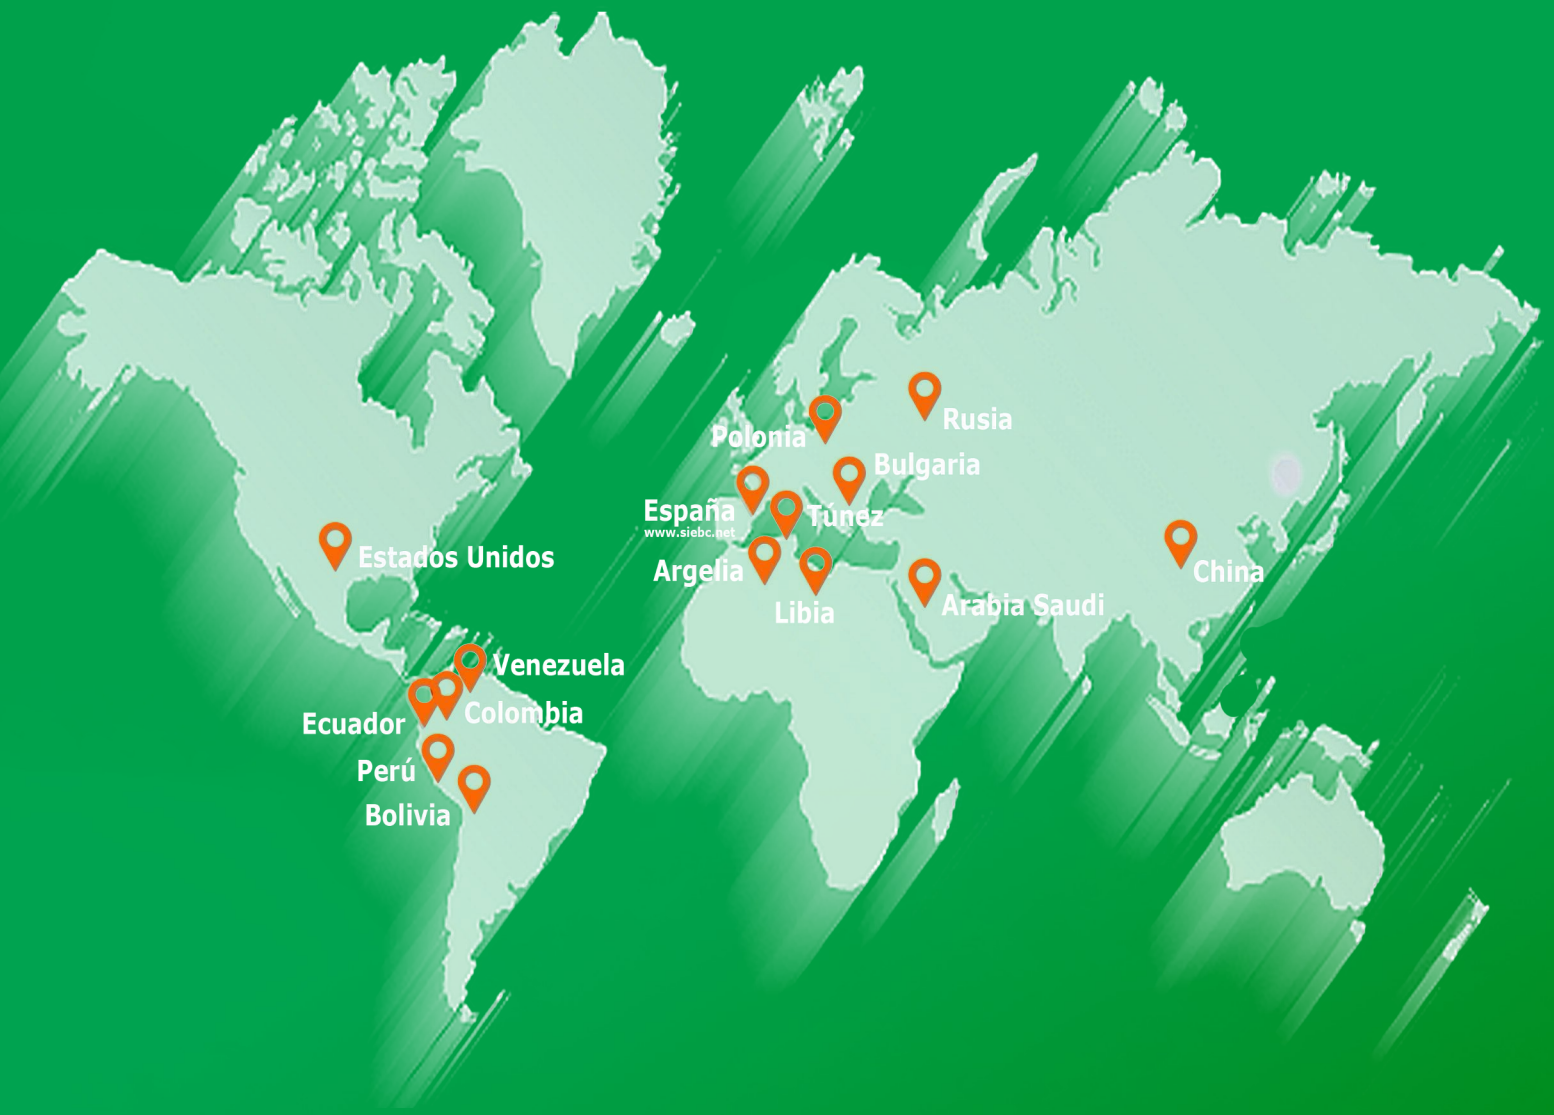 Rusia
Polonia
Bulgaria
España
www.siebc.net
Túnez
Estados Unidos
Argelia
China
Libia
Arabia Saudi
Venezuela
Colombia
Ecuador
Perú
Bolivia